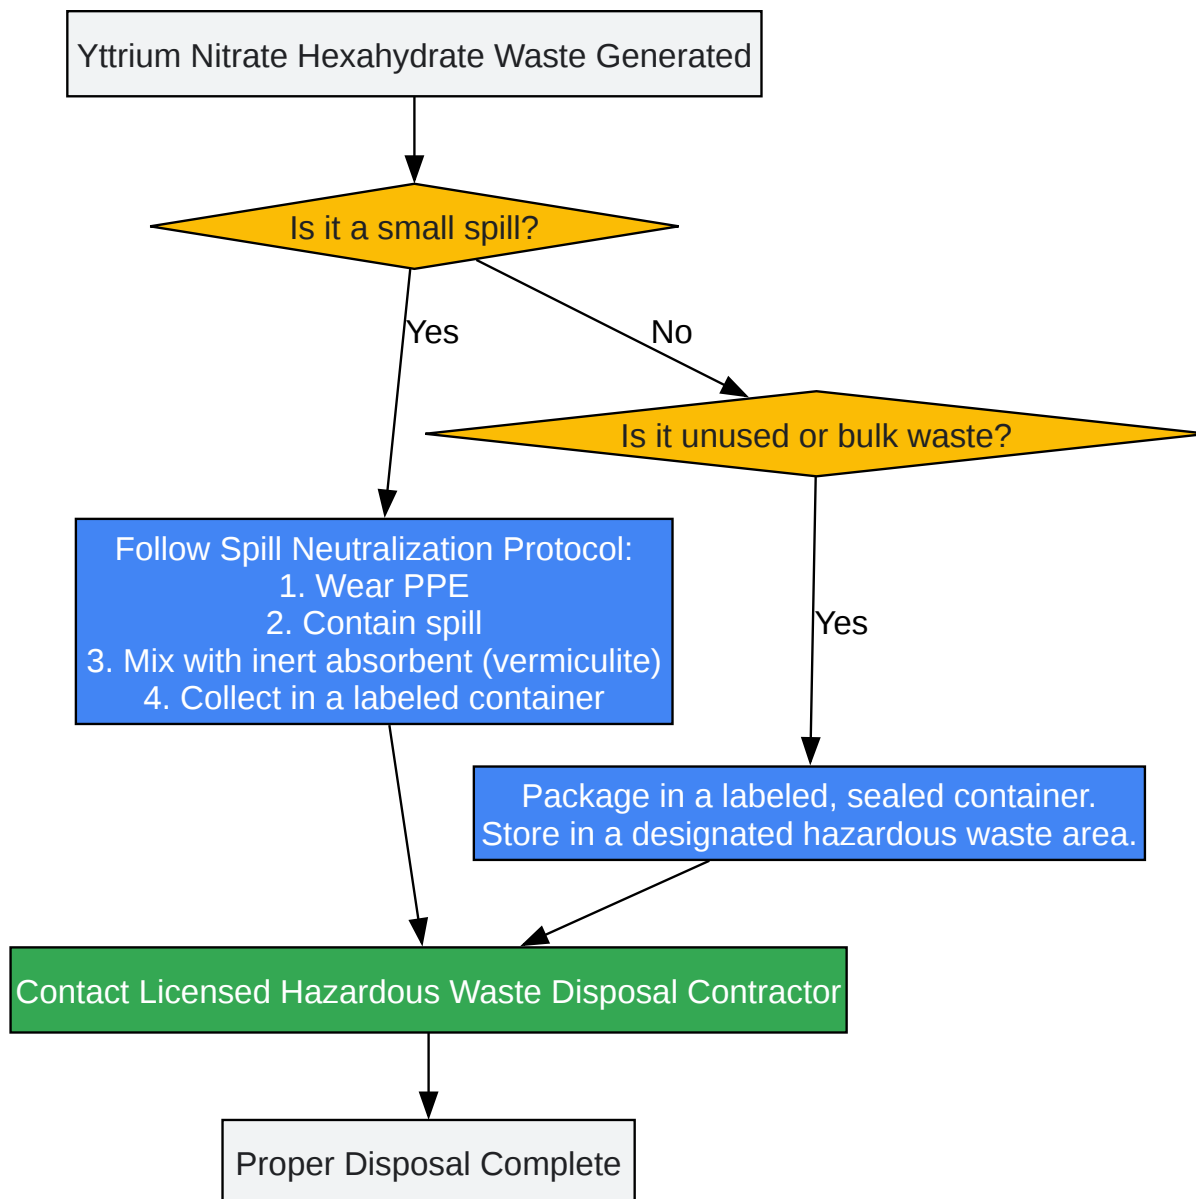 Yttrium Nitrate Hexahydrate Waste Generated
Is it a small spill?
Yes
No
Is it unused or bulk waste?
Follow Spill Neutralization Protocol:
1. Wear PPE
2. Contain spill
3. Mix with inert absorbent (vermiculite)
4. Collect in a labeled container
Yes
Package in a labeled, sealed container.
Store in a designated hazardous waste area.
Contact Licensed Hazardous Waste Disposal Contractor
Proper Disposal Complete